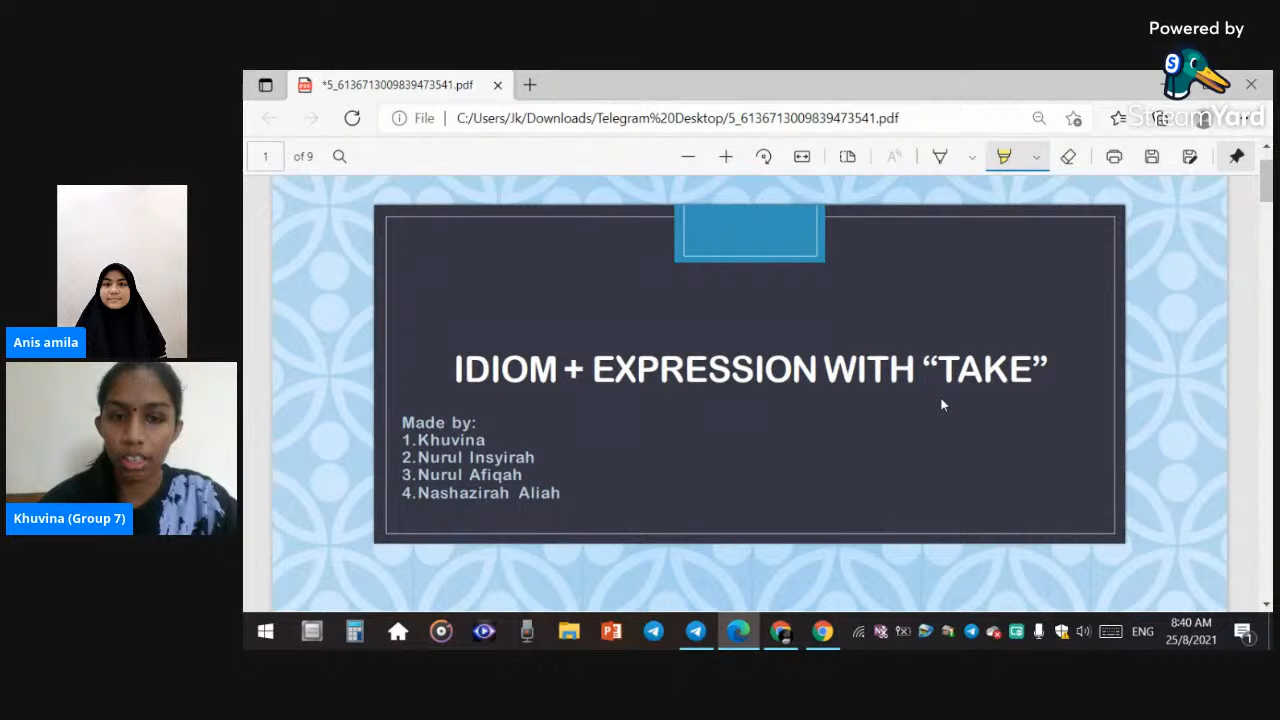 Powered by
S
StreamYard
*5_6136713009839473541.pdf
File
C:/Users/Jk/Downloads/Telegram%20Desktop/5_6136713009839473541.pdf
1 of 9
IDIOM + EXPRESSION WITH “TAKE”
Made by:
1.Khuvina
2.Nurul Insyirah
3.Nurul Afiqah
4.Nashazirah Aliah
Anis amila
Khuvina (Group 7)
ENG
8:40 AM
25/8/2021
1